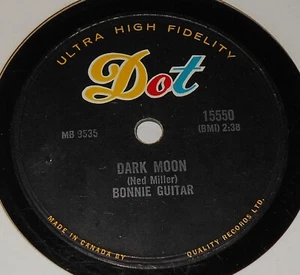 ULTRA HIGH FIDELITY
Dot
15550
MB 9535 (BMI) 2:38
DARK MOON
(Ned Miller)
BONNIE GUITAR
MADE IN CANADA BY QUALITY RECORDS LTD.